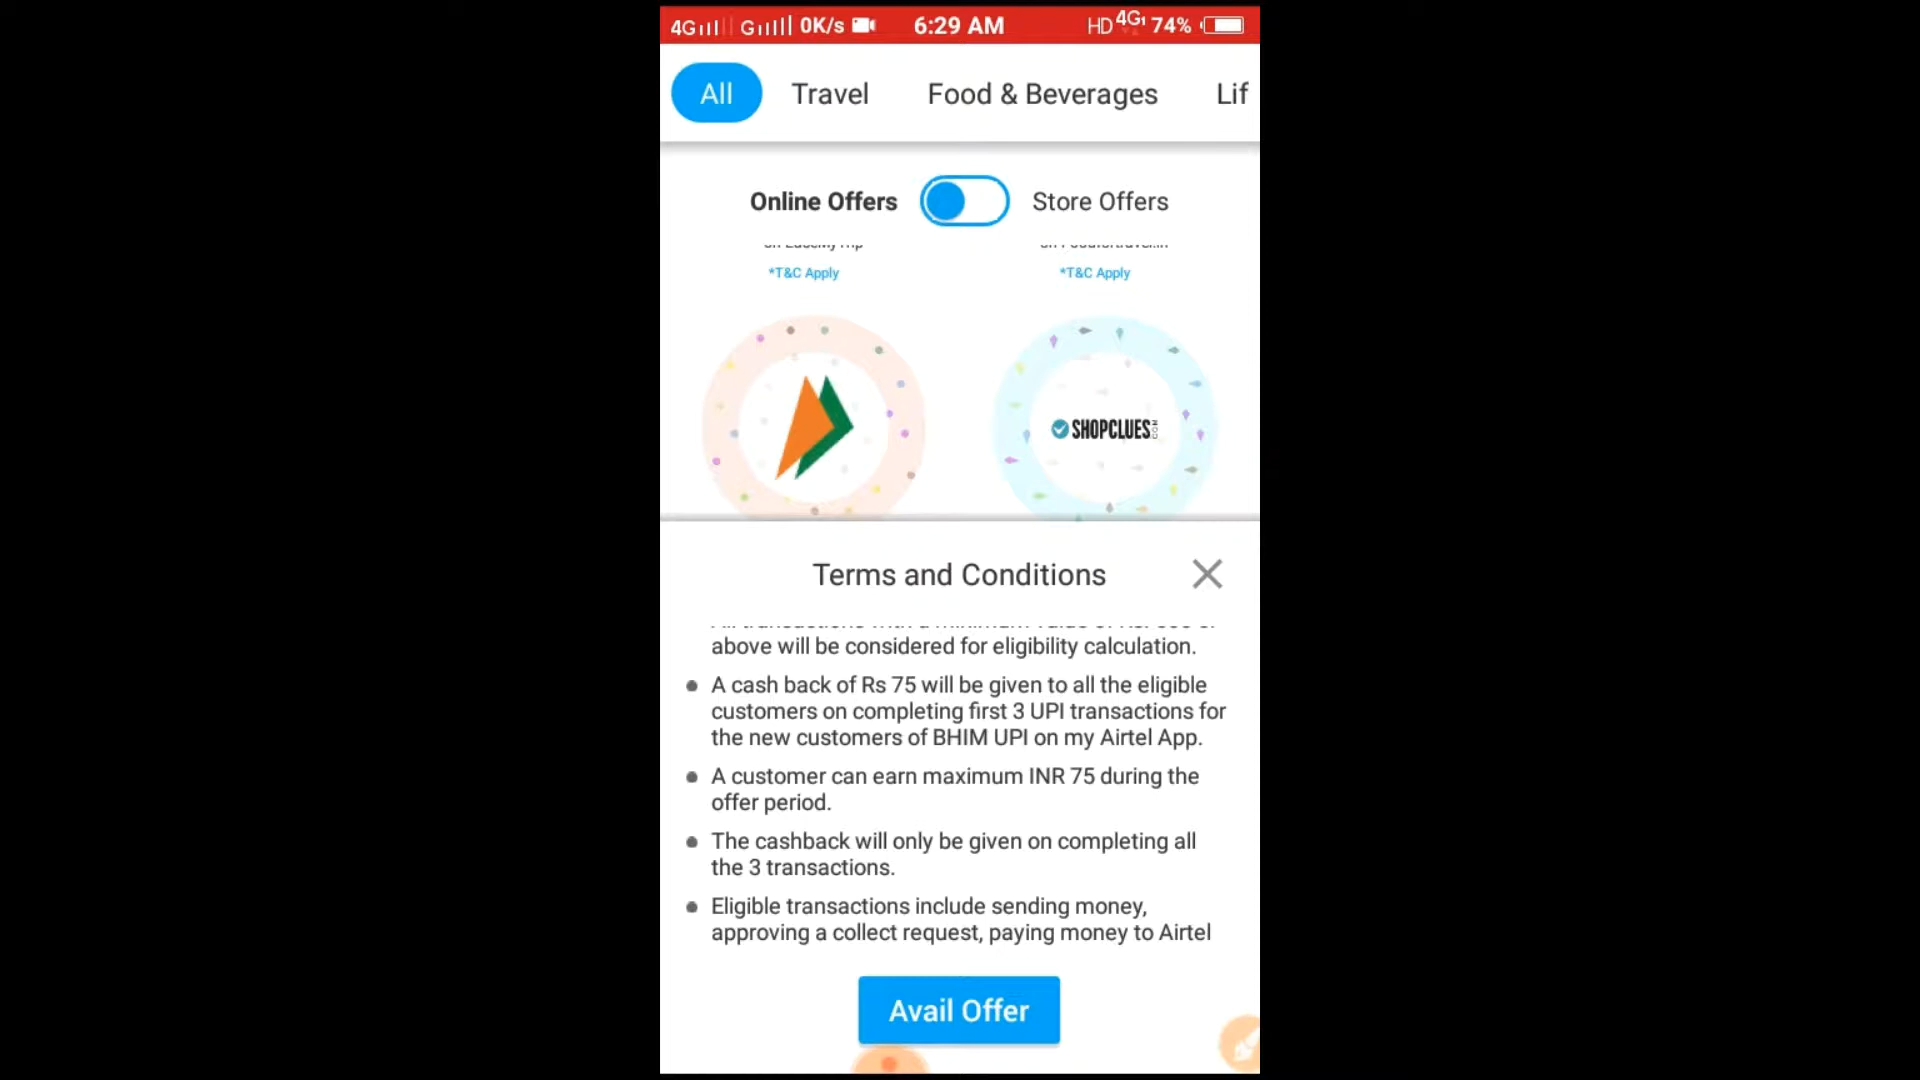 4G G 0K/s 6:29 AM HD 4G 74%
All Travel Food & Beverages Lif
Online Offers Store Offers
*T&C Apply *T&C Apply
SHOPCLUES.COM
Terms and Conditions
above will be considered for eligibility calculation.
A cash back of Rs 75 will be given to all the eligible
customers on completing first 3 UPI transactions for
the new customers of BHIM UPI on my Airtel App.
A customer can earn maximum INR 75 during the
offer period.
The cashback will only be given on completing all
the 3 transactions.
Eligible transactions include sending money,
approving a collect request, paying money to Airtel
Avail Offer